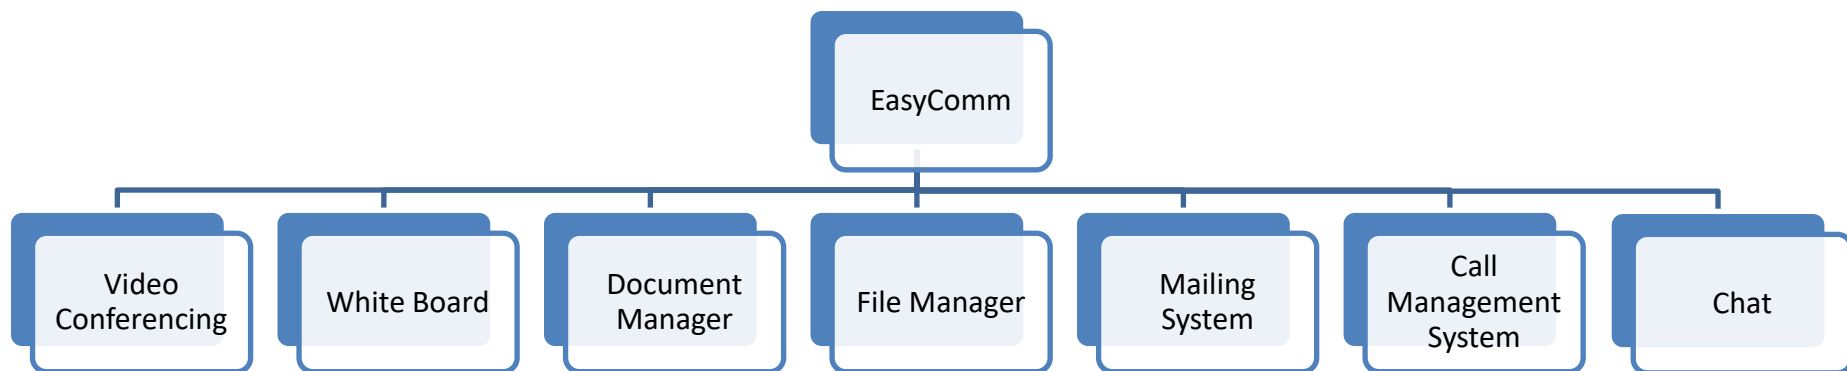 EasyComm
Video
Conferencing
White Board
Document
Manager
File Manager
Mailing
System
Call
Management
System
Chat